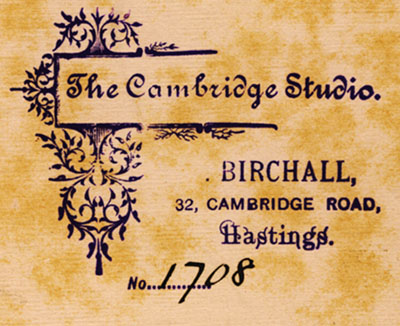 The Cambridge Studio.
. BIRCHALL,
32, CAMBRIDGE ROAD,
Hastings.
No.............1708